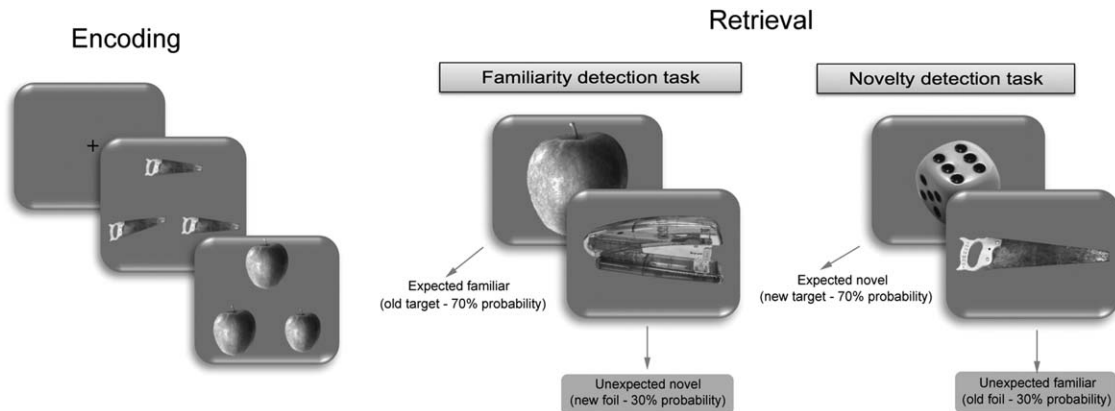 Encoding
+
Retrieval
Familiarity detection task
Expected familiar
(old target - 70% probability)
Unexpected novel
(new foil - 30% probability)
Novelty detection task
Expected novel
(new target - 70% probability)
Unexpected familiar
(old foil - 30% probability)